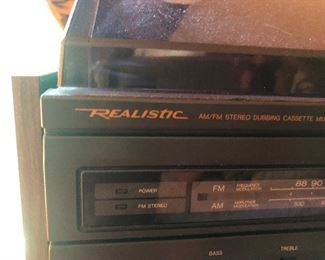 REALISTIC AM/FM STEREO DUBBING CASSETTE
POWER
FM STEREO
FM FREQUENCY MODULATION 88 90
AM AMPLITUDE MODULATION 530
BASS TREBLE